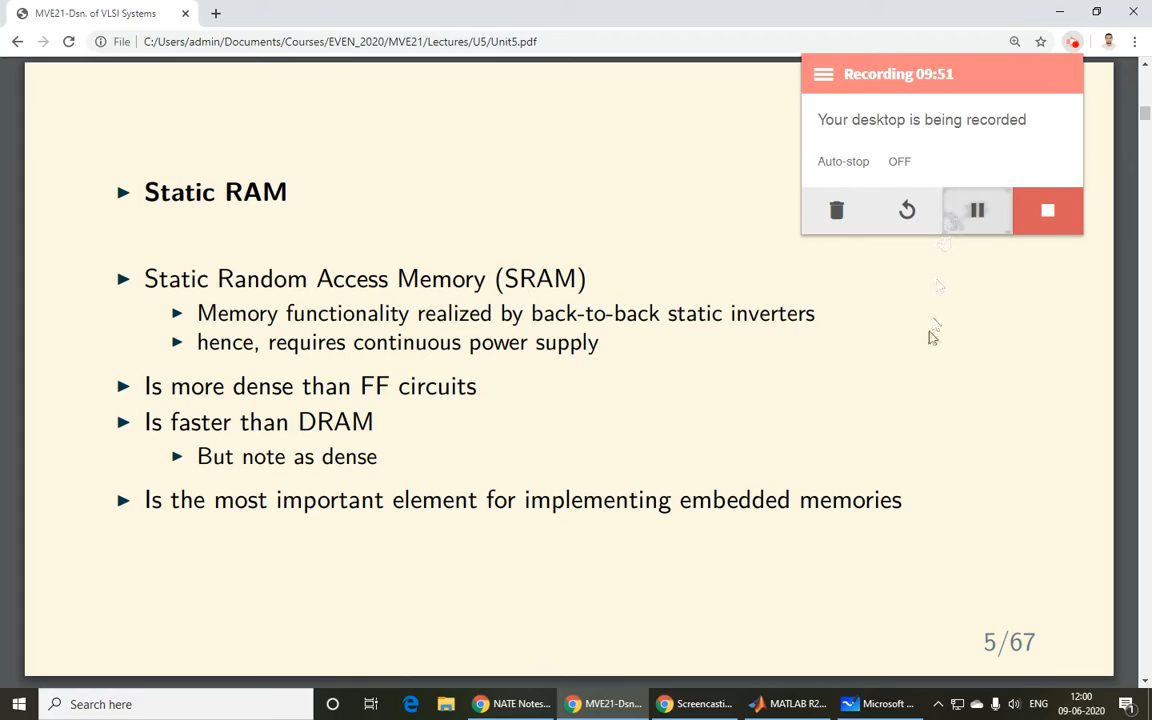 MVE21-Dsn. of VLSI Systems
File
C:/Users/admin/Documents/Courses/EVEN_2020/MVE21/Lectures/U5/Unit5.pdf
Recording 09:51
Your desktop is being recorded
Auto-stop OFF
Static RAM
Static Random Access Memory (SRAM)
Memory functionality realized by back-to-back static inverters
hence, requires continuous power supply
Is more dense than FF circuits
Is faster than DRAM
But note as dense
Is the most important element for implementing embedded memories
5/67
Search here
NATE Notes...
MVE21-Dsn...
Screencasti...
MATLAB R2...
Microsoft ...
ENG
12:00
09-06-2020
1